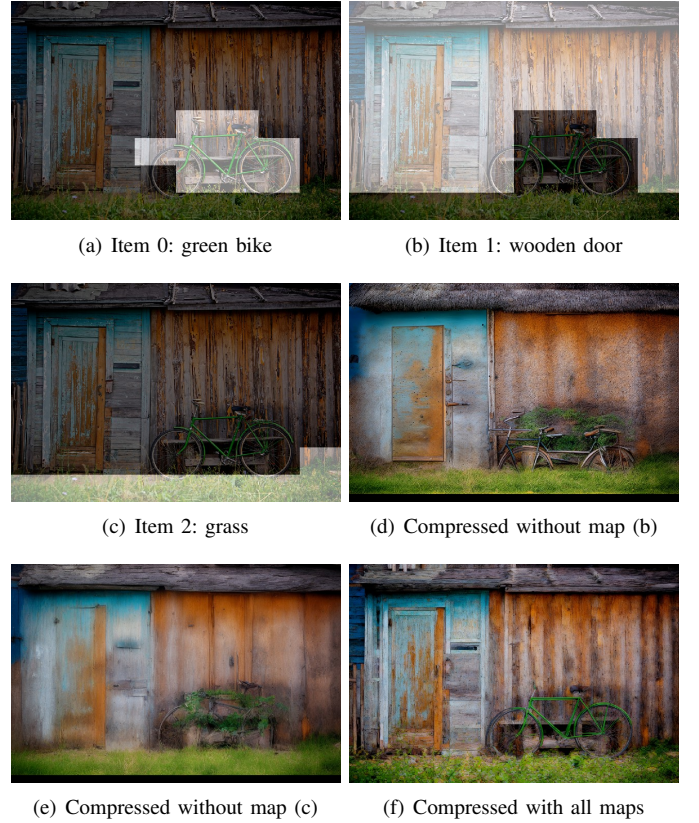 (a) Item 0: green bike
(b) Item 1: wooden door
(c) Item 2: grass
(d) Compressed without map (b)
(e) Compressed without map (c)
(f) Compressed with all maps